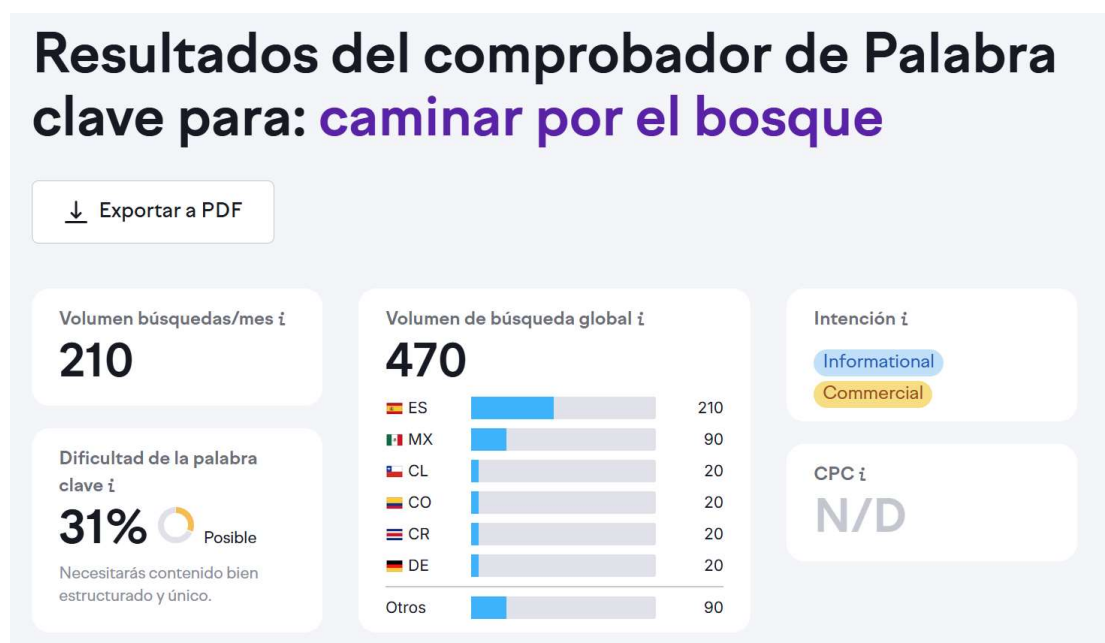 Resultados del comprobador de Palabra
clave para: caminar por el bosque
Exportar a PDF
Volumen búsquedas/mes i
210
Dificultad de la palabra
clave i
31% Posible
Necesitarás contenido bien
estructurado y único.
Volumen de búsqueda global i
470
ES 210
MX 90
CL 20
CO 20
CR 20
DE 20
Otros 90
Intención i
Informational
Commercial
CPC i
N/D